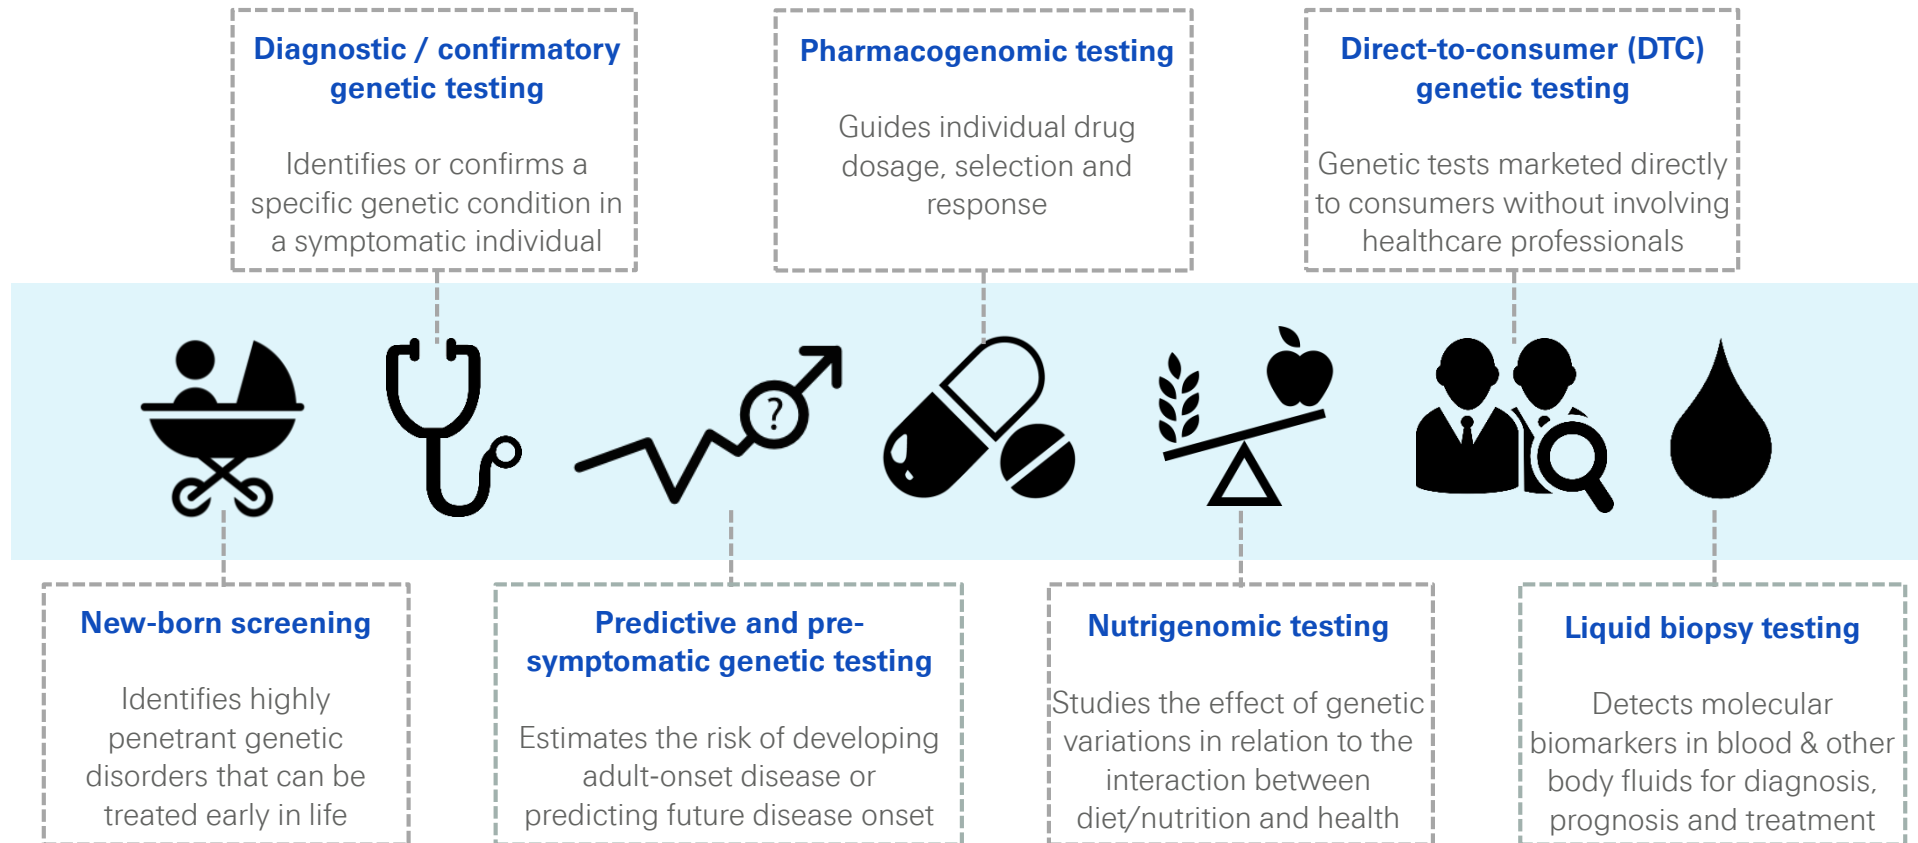 Diagnostic / confirmatory
genetic testing
Identifies or confirms a
specific genetic condition in
a symptomatic individual
Pharmacogenomic testing
Guides individual drug
dosage, selection and
response
Direct-to-consumer (DTC)
genetic testing
Genetic tests marketed directly
to consumers without involving
healthcare professionals
?
New-born screening
Identifies highly
penetrant genetic
disorders that can be
treated early in life
Predictive and pre-
symptomatic genetic testing
Estimates the risk of developing
adult-onset disease or
predicting future disease onset
Nutrigenomic testing
Studies the effect of genetic
variations in relation to the
interaction between
diet/nutrition and health
Liquid biopsy testing
Detects molecular
biomarkers in blood & other
body fluids for diagnosis,
prognosis and treatment